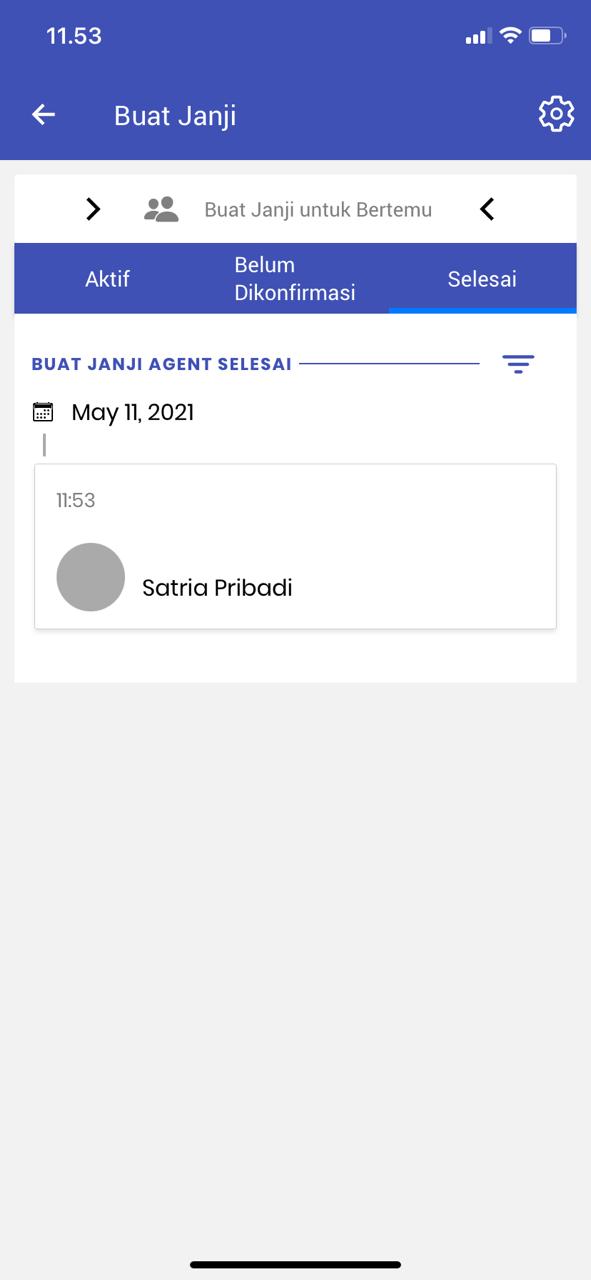 11.53
Buat Janji
Buat Janji untuk Bertemu
Aktif
Belum
Dikonfirmasi
Selesai
BUAT JANJI AGENT SELESAI
May 11, 2021
11:53
Satria Pribadi